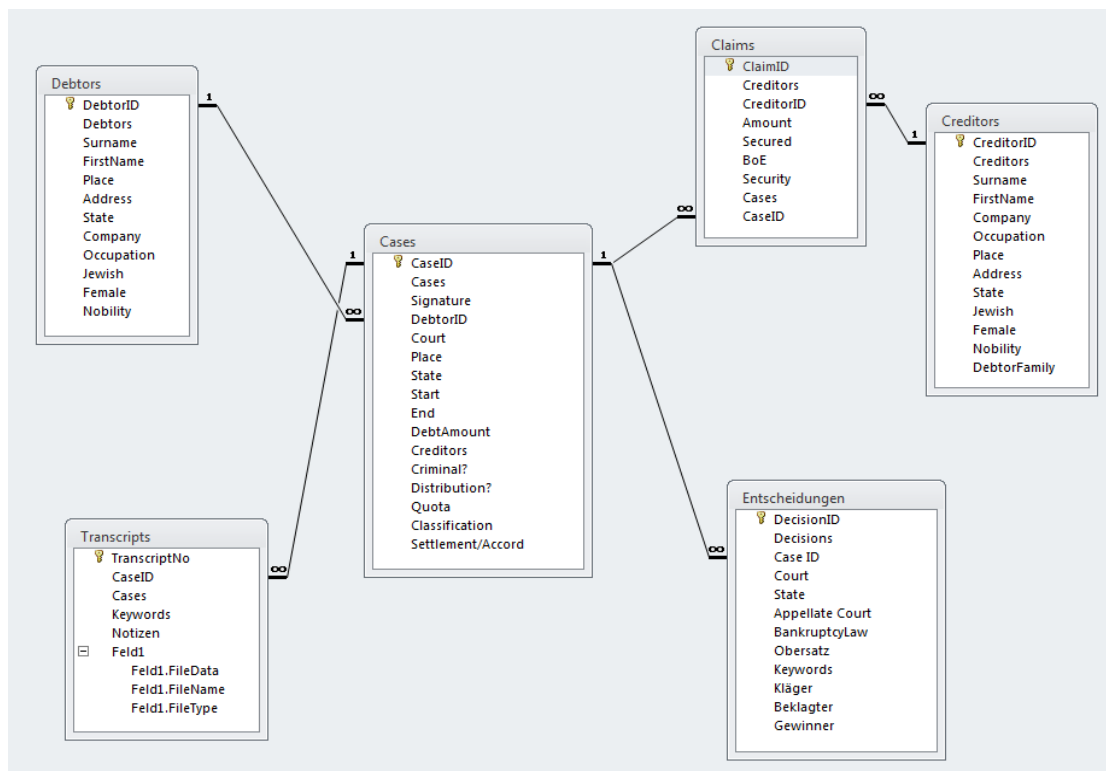 Debtors
DebtorID
Debtors
Surname
FirstName
Place
Address
State
Company
Occupation
Jewish
Female
Nobility
1
∞
Cases
CaseID
Cases
Signature
DebtorID
Court
Place
State
Start
End
DebtAmount
Creditors
Criminal?
Distribution?
Quota
Classification
Settlement/Accord
1
1
Claims
ClaimID
Creditors
CreditorID
Amount
Secured
BoE
Security
Cases
CaseID
∞
∞
1
Creditors
CreditorID
Creditors
Surname
FirstName
Company
Occupation
Place
Address
State
Jewish
Female
Nobility
DebtorFamily
Transcripts
TranscriptNo
CaseID
Cases
Keywords
Notizen
Feld1
Feld1.FileData
Feld1.FileName
Feld1.FileType
∞
∞
Entscheidungen
DecisionID
Decisions
Case ID
Court
State
Appellate Court
BankruptcyLaw
Obersatz
Keywords
Kläger
Beklagter
Gewinner